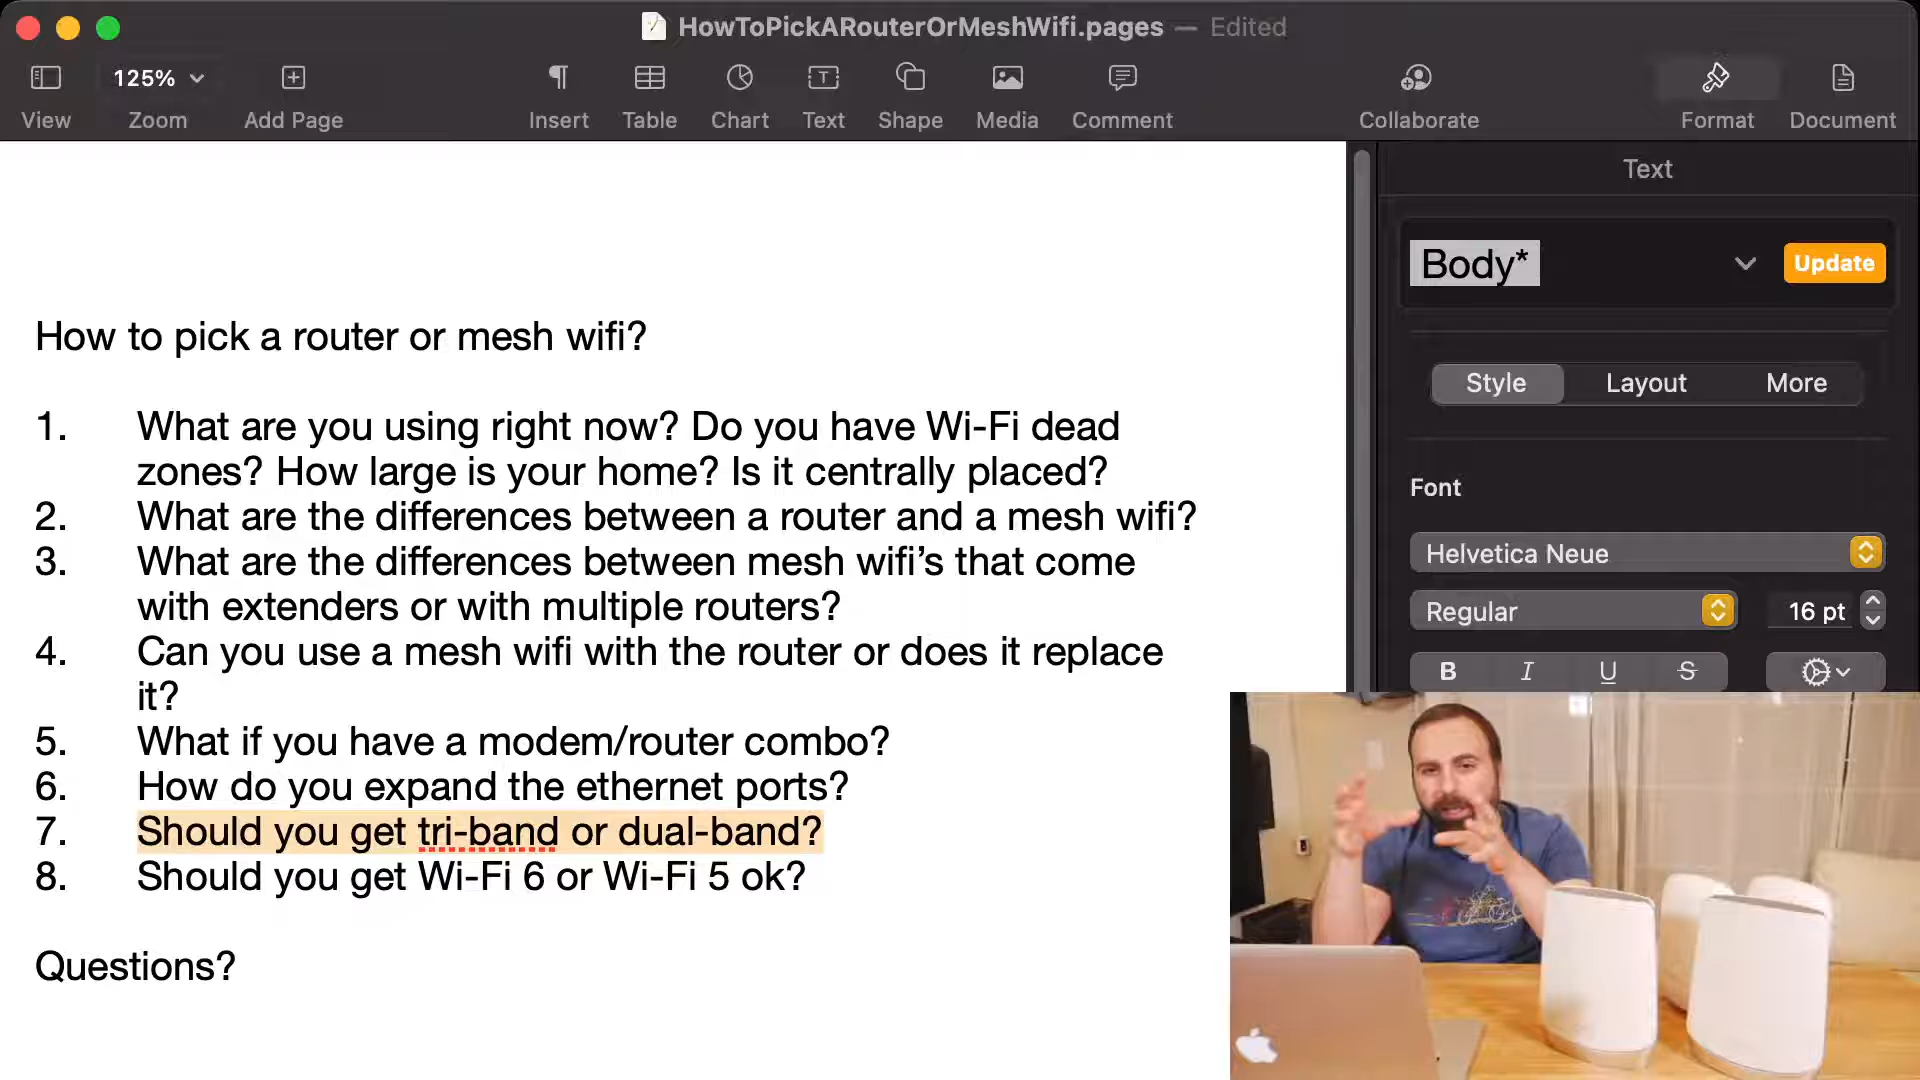 HowToPickARouterOrMeshWifi.pages — Edited
125%
View
Zoom
Add Page
Insert
Table
Chart
Text
Shape
Media
Comment
Collaborate
Format
Document
Text
Body*
Update
Style
Layout
More
Font
Helvetica Neue
Regular
16 pt
B I U S
How to pick a router or mesh wifi?
1. What are you using right now? Do you have Wi-Fi dead
zones? How large is your home? Is it centrally placed?
2. What are the differences between a router and a mesh wifi?
3. What are the differences between mesh wifi’s that come
with extenders or with multiple routers?
4. Can you use a mesh wifi with the router or does it replace
it?
5. What if you have a modem/router combo?
6. How do you expand the ethernet ports?
7. Should you get tri-band or dual-band?
8. Should you get Wi-Fi 6 or Wi-Fi 5 ok?
Questions?